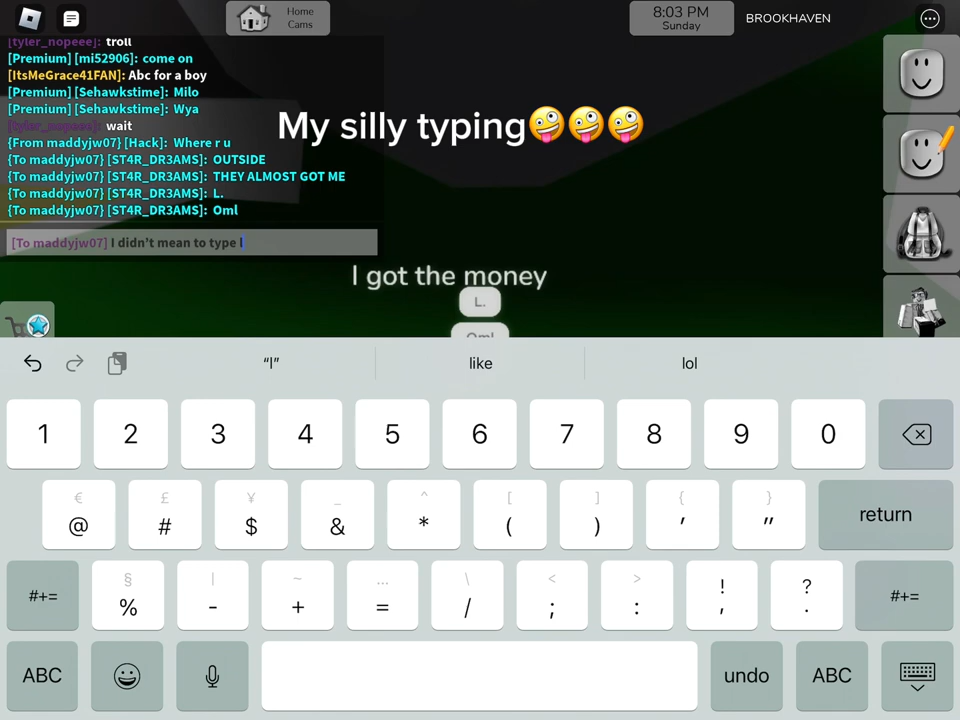 Home
Cams
8:03 PM
Sunday
BROOKHAVEN
[tyler_nopeee]: troll
[Premium] [mi52906]: come on
[ItsMeGrace41FAN]: Abc for a boy
[Premium] [Sehawkstime]: Milo
[Premium] [Sehawkstime]: Wya
[tyler_nopeee]: wait
{From maddyjw07} [Hack]: Where r u
{To maddyjw07} [ST4R_DR3AMS]: OUTSIDE
{To maddyjw07} [ST4R_DR3AMS]: THEY ALMOST GOT ME
{To maddyjw07} [ST4R_DR3AMS]: L.
{To maddyjw07} [ST4R_DR3AMS]: Oml
[To maddyjw07] I didn't mean to type l
My silly typing🤪🤪🤪
I got the money
L.
Oml
“l” like lol
1 2 3 4 5 6 7 8 9 0
€ £ ¥ _ ^ [ ] { }
@ # $ & * ( ) ' "
return
#+=
§ | ~ … \ < > ! ?
% - + = / ; : , .
#+=
ABC undo ABC